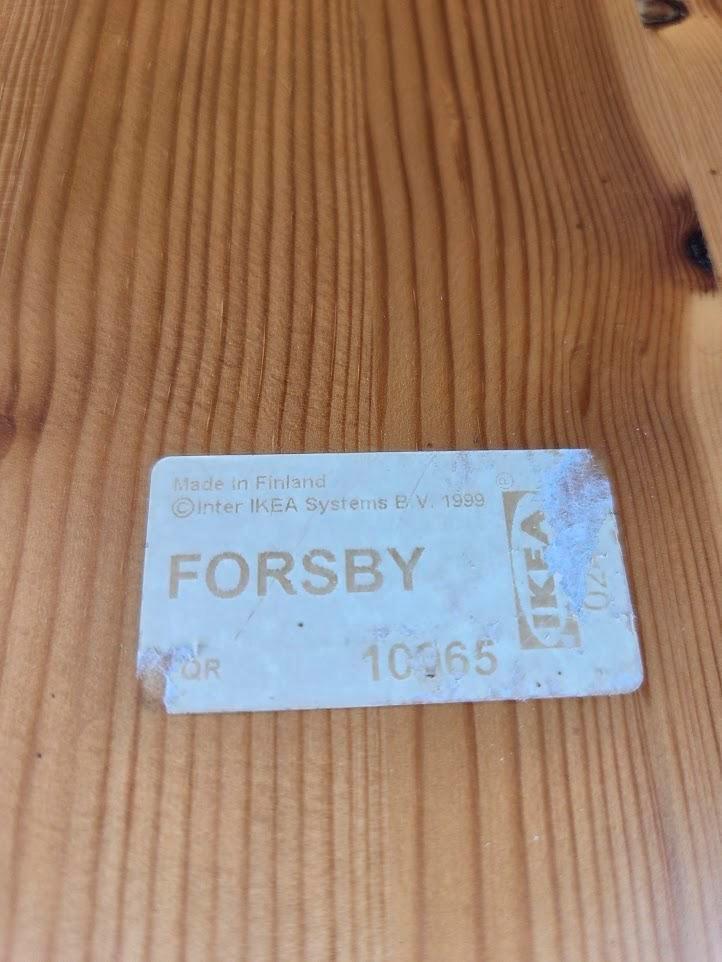 Made in Finland
©Inter IKEA Systems B.V. 1999
®
FORSBY
IKEA
QR